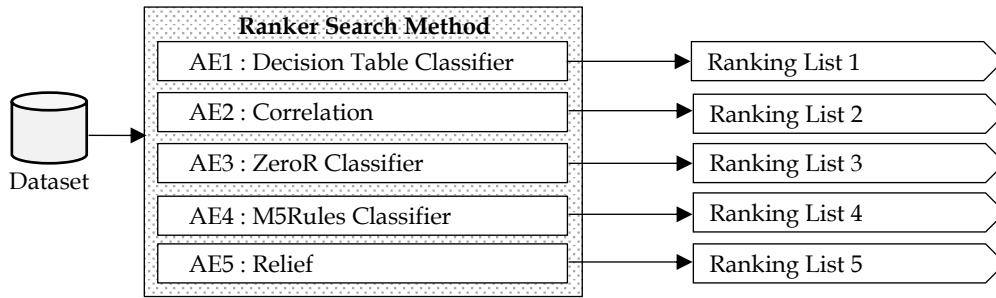 Ranker Search Method
AE1 : Decision Table Classifier
Ranking List 1
AE2 : Correlation
Ranking List 2
AE3 : ZeroR Classifier
Ranking List 3
AE4 : M5Rules Classifier
Ranking List 4
AE5 : Relief
Ranking List 5
Dataset